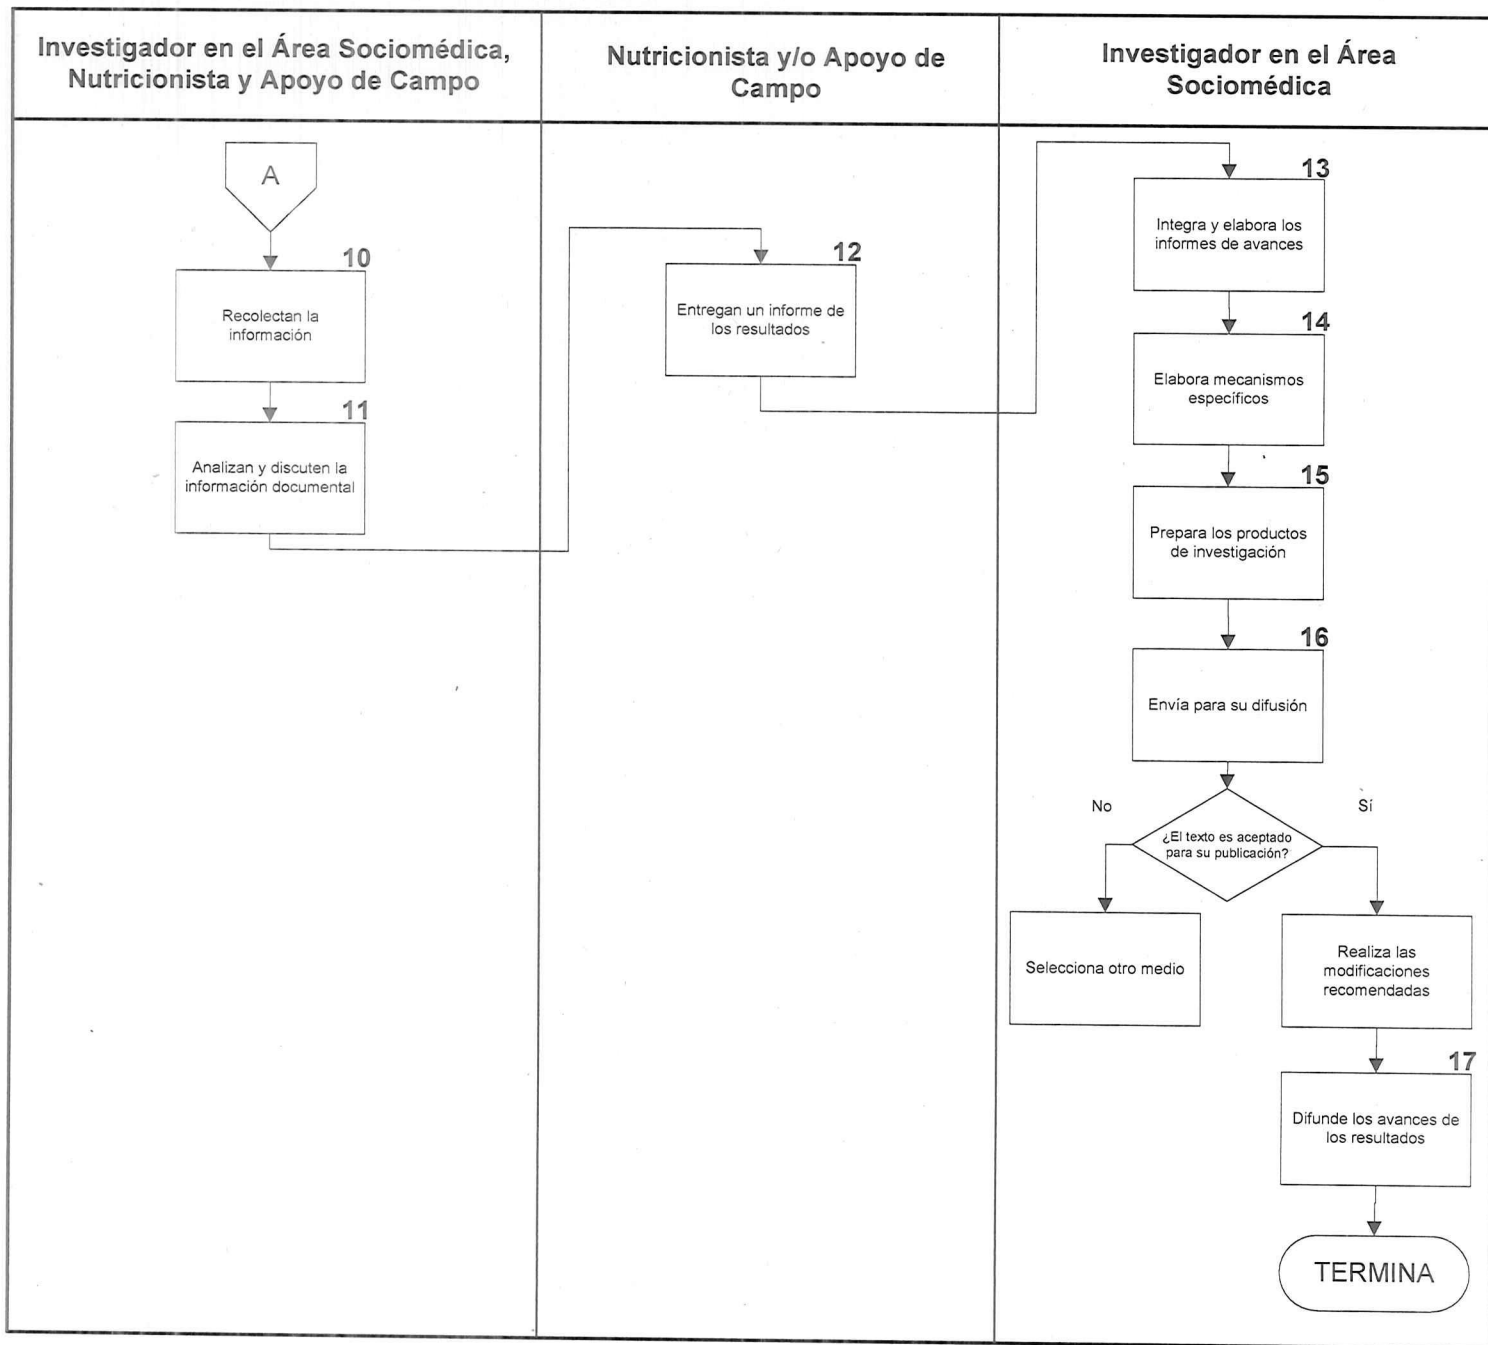 Investigador en el Área Sociomédica,
Nutricionista y Apoyo de Campo
Nutricionista y/o Apoyo de
Campo
Investigador en el Área
Sociomédica
A
10
Recolectan la
información
11
Analizan y discuten la
información documental
12
Entregan un informe de
los resultados
13
Integra y elabora los
informes de avances
14
Elabora mecanismos
específicos
15
Prepara los productos
de investigación
16
Envía para su difusión
¿El texto es aceptado
para su publicación?
No
Sí
Selecciona otro medio
Realiza las
modificaciones
recomendadas
17
Difunde los avances de
los resultados
TERMINA